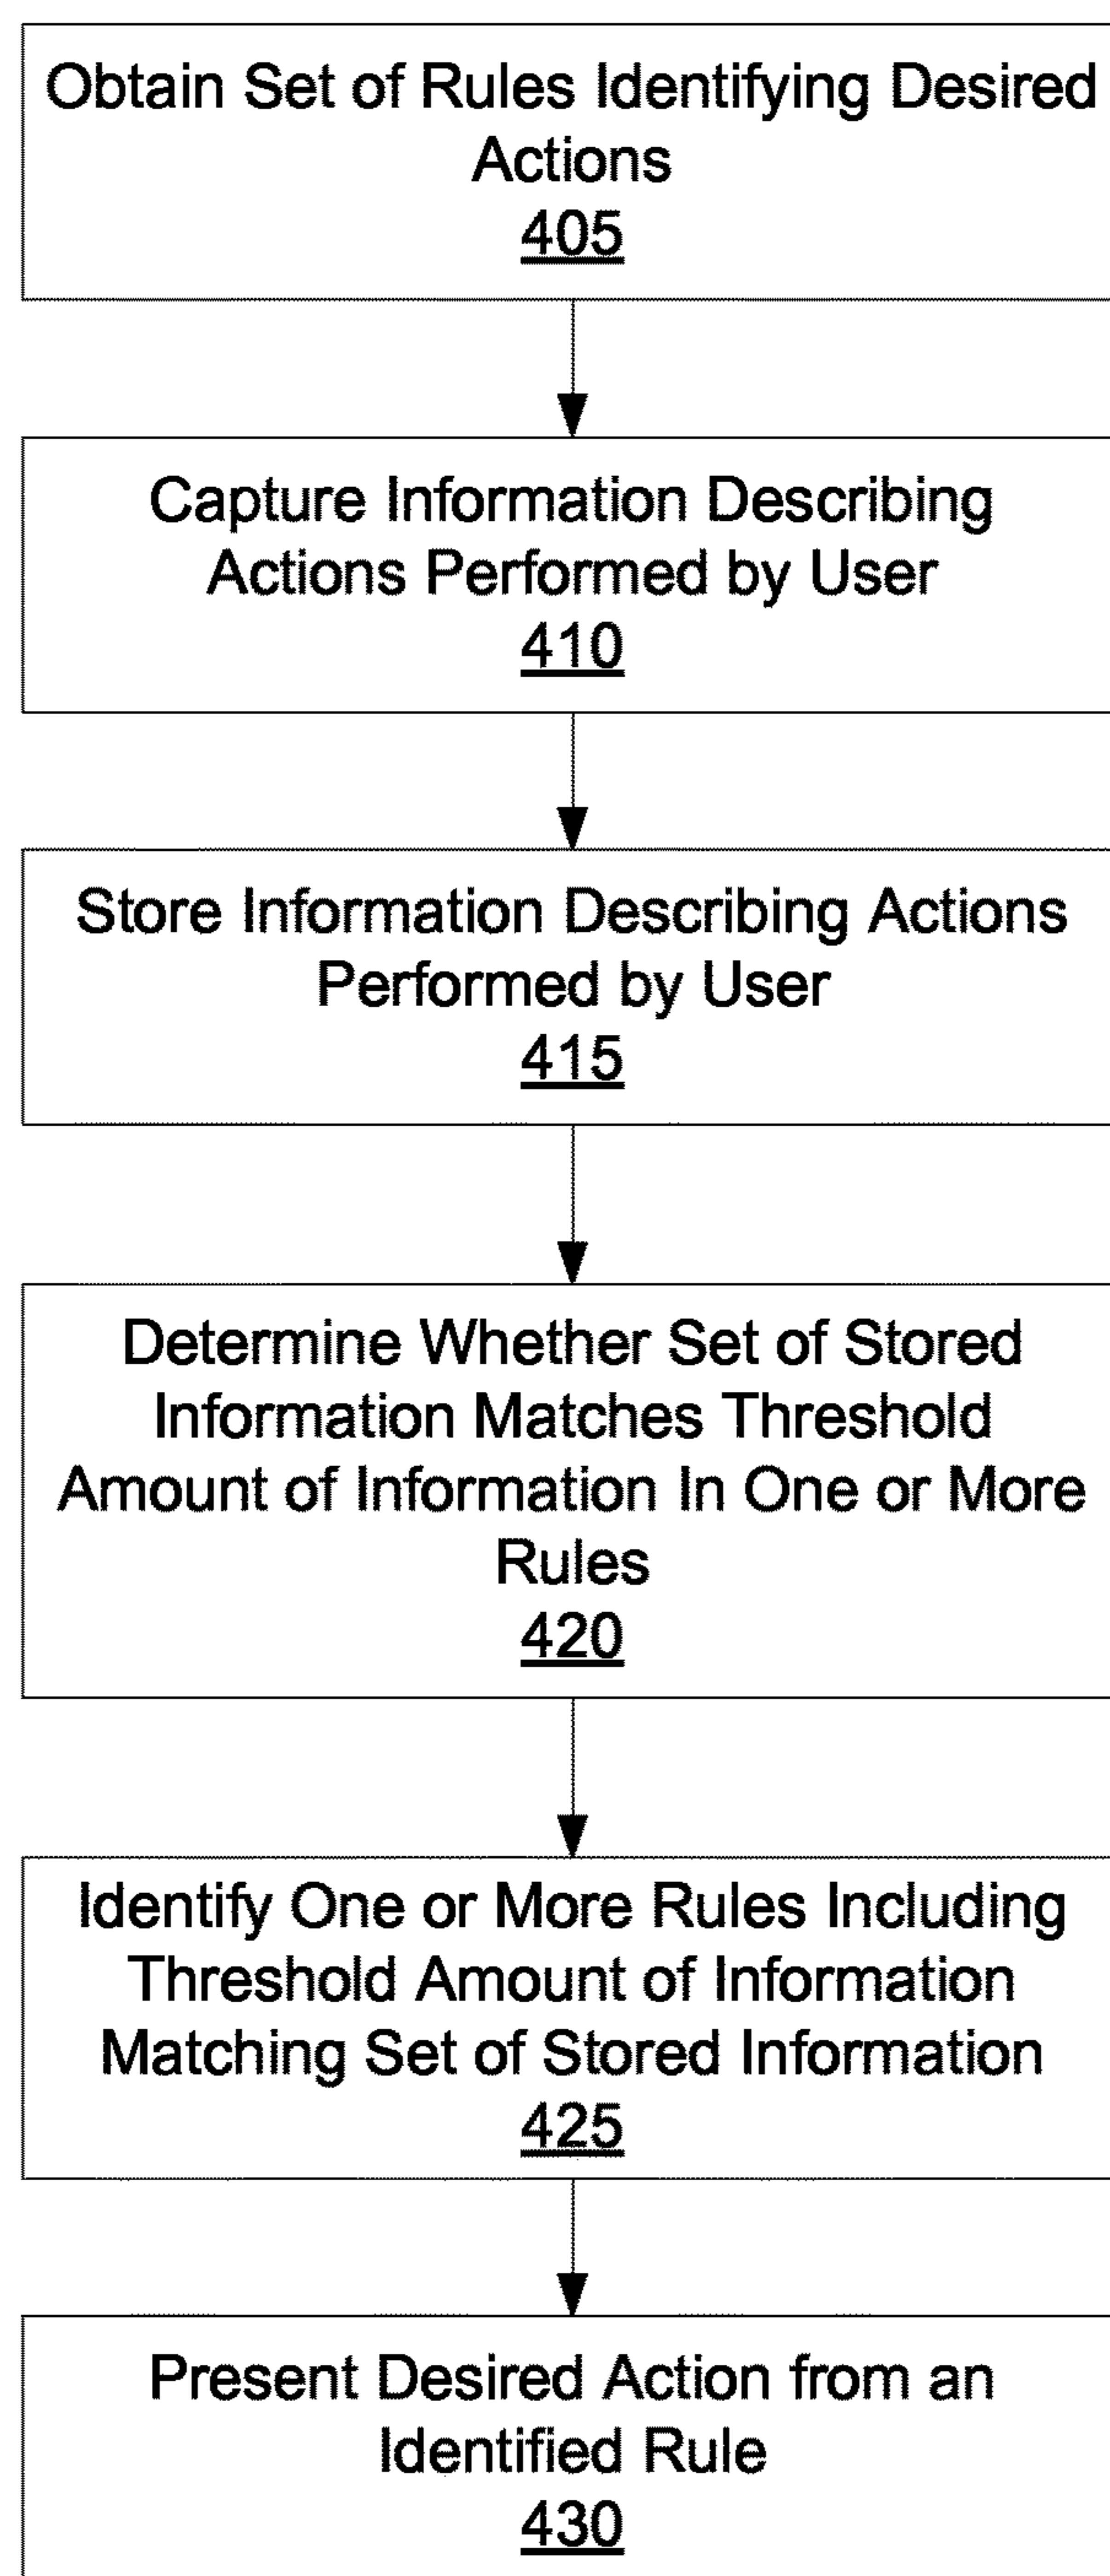 Obtain Set of Rules Identifying Desired
Actions
405
Capture Information Describing
Actions Performed by User
410
Store Information Describing Actions
Performed by User
415
Determine Whether Set of Stored
Information Matches Threshold
Amount of Information In One or More
Rules
420
Identify One or More Rules Including
Threshold Amount of Information
Matching Set of Stored Information
425
Present Desired Action from an
Identified Rule
430